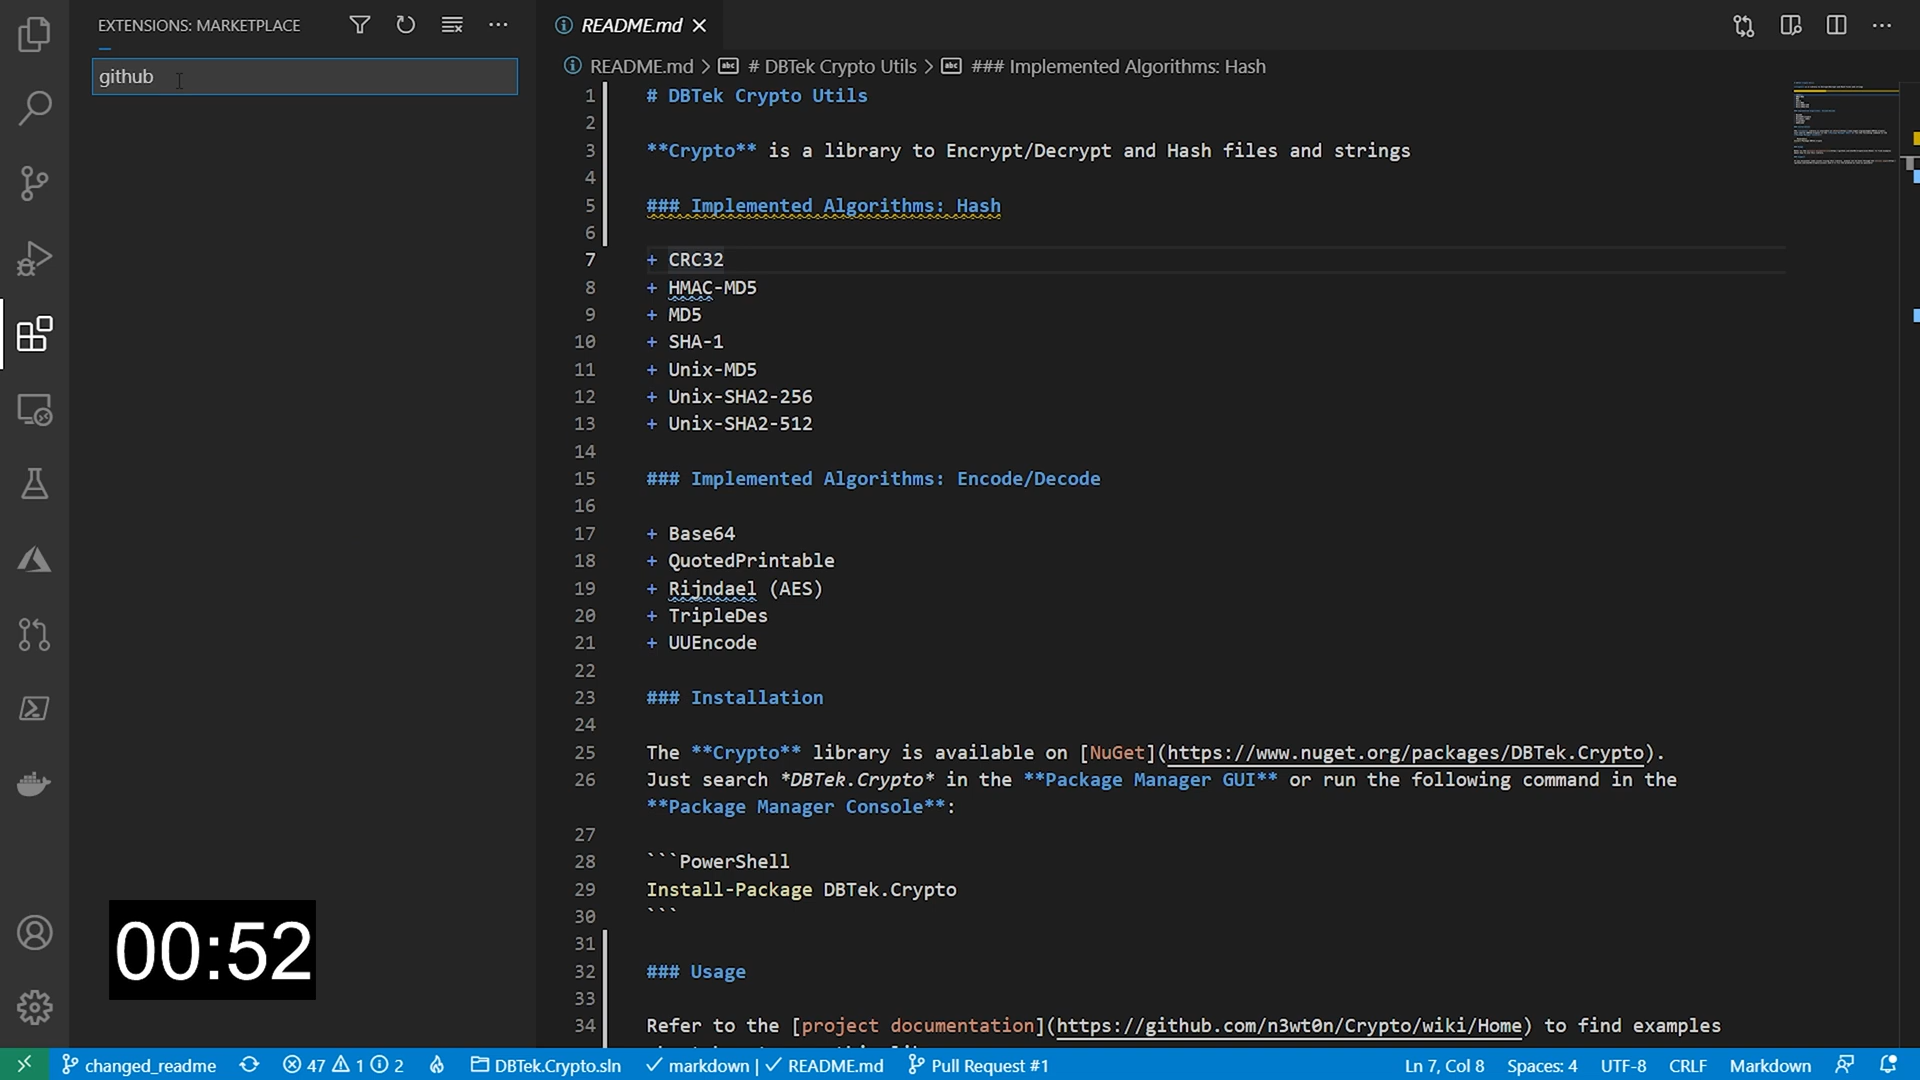 EXTENSIONS: MARKETPLACE
github
README.md
README.md > # DBTek Crypto Utils > ### Implemented Algorithms: Hash
1 # DBTek Crypto Utils
2
3 **Crypto** is a library to Encrypt/Decrypt and Hash files and strings
4
5 ### Implemented Algorithms: Hash
6
7 + CRC32
8 + HMAC-MD5
9 + MD5
10 + SHA-1
11 + Unix-MD5
12 + Unix-SHA2-256
13 + Unix-SHA2-512
14
15 ### Implemented Algorithms: Encode/Decode
16
17 + Base64
18 + QuotedPrintable
19 + Rijndael (AES)
20 + TripleDes
21 + UUEncode
22
23 ### Installation
24
25 The **Crypto** library is available on [NuGet](https://www.nuget.org/packages/DBTek.Crypto).
26 Just search *DBTek.Crypto* in the **Package Manager GUI** or run the following command in the
**Package Manager Console**:
27
28 ```PowerShell
29 Install-Package DBTek.Crypto
30 ```
31
32 ### Usage
33
34 Refer to the [project documentation](https://github.com/n3wt0n/Crypto/wiki/Home) to find examples
00:52
changed_readme 47 1 2 DBTek.Crypto.sln markdown | README.md Pull Request #1 Ln 7, Col 8 Spaces: 4 UTF-8 CRLF Markdown